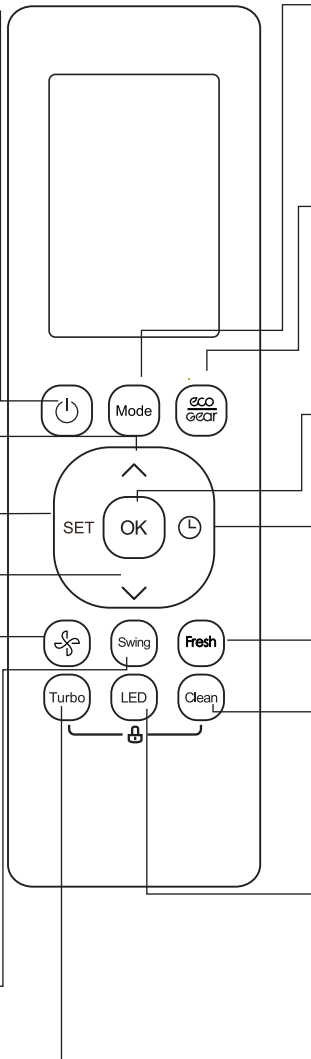 Mode
eco
Gear
SET
OK
Swing
Fresh
Turbo
LED
Clean